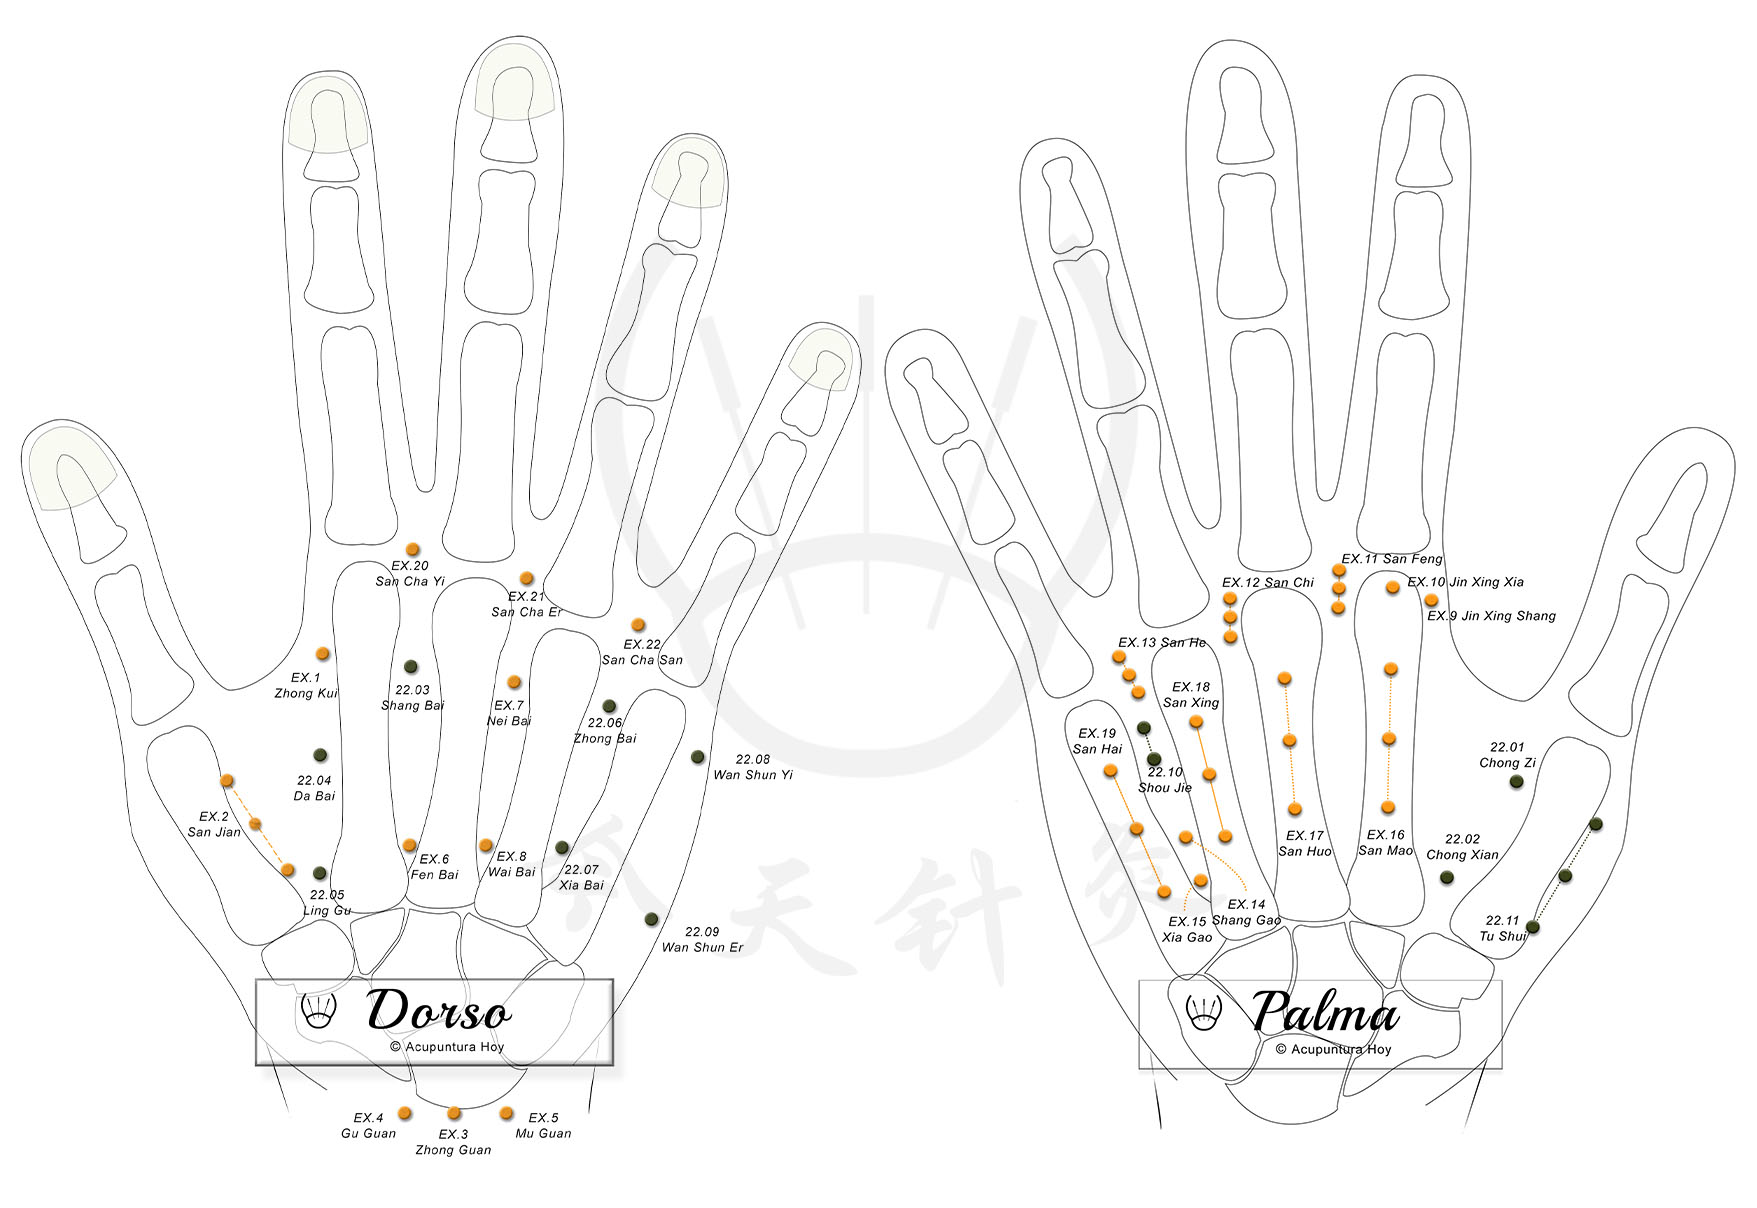 EX.20
San Cha Yi
EX.21
San Cha Er
EX.22
San Cha San
EX.1
Zhong Kui
22.03
Shang Bai
EX.7
Nei Bai
22.06
Zhong Bai
22.08
Wan Shun Yi
22.04
Da Bai
EX.2
San Jian
EX.6
Fen Bai
EX.8
Wai Bai
22.07
Xia Bai
22.05
Ling Gu
22.09
Wan Shun Er
Dorso
© Acupuntura Hoy
EX.4
Gu Guan
EX.3
Zhong Guan
EX.5
Mu Guan
EX.11 San Feng
EX.12 San Chi
EX.10 Jin Xing Xia
EX.9 Jin Xing Shang
EX.13 San He
EX.18
San Xing
EX.19
San Hai
22.10
Shou Jie
22.01
Chong Zi
EX.17
San Huo
EX.16
San Mao
22.02
Chong Xian
EX.14
Shang Gao
EX.15
Xia Gao
22.11
Tu Shui
Palma
© Acupuntura Hoy
天针